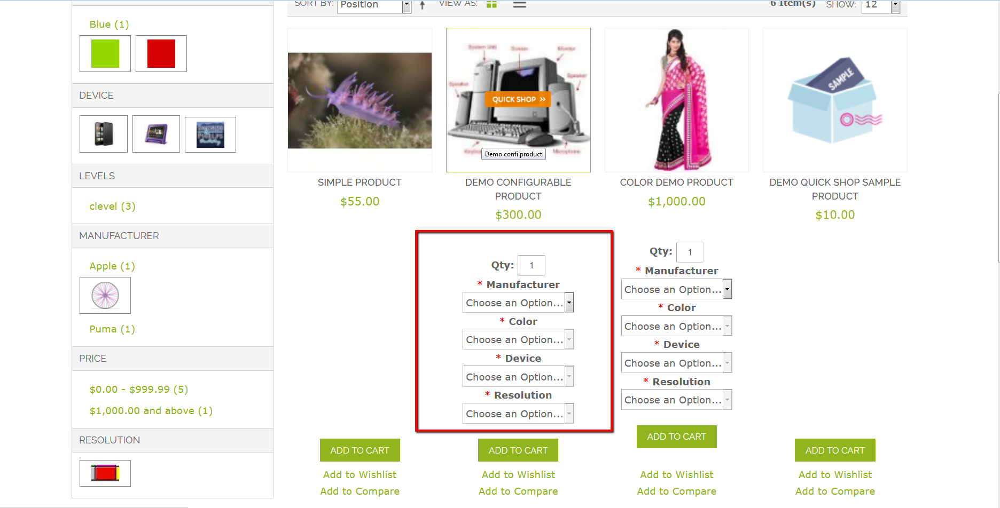 SORT BY: Position VIEW AS: 6 Item(s) SHOW: 12
Blue (1)
DEVICE
LEVELS
clevel (3)
MANUFACTURER
Apple (1)
Puma (1)
PRICE
$0.00 - $999.99 (5)
$1,000.00 and above (1)
RESOLUTION
System Unit
Screen
Monitor
Speaker
Speaker
QUICK SHOP »
Microphone
Demo confi product
SAMPLE
SIMPLE PRODUCT
$55.00
ADD TO CART
Add to Wishlist
Add to Compare
DEMO CONFIGURABLE
PRODUCT
$300.00
Qty: 1
* Manufacturer
Choose an Option...
* Color
Choose an Option...
* Device
Choose an Option...
* Resolution
Choose an Option...
ADD TO CART
Add to Wishlist
Add to Compare
COLOR DEMO PRODUCT
$1,000.00
Qty: 1
* Manufacturer
Choose an Option...
* Color
Choose an Option...
* Device
Choose an Option...
* Resolution
Choose an Option...
ADD TO CART
Add to Wishlist
Add to Compare
DEMO QUICK SHOP SAMPLE
PRODUCT
$10.00
ADD TO CART
Add to Wishlist
Add to Compare